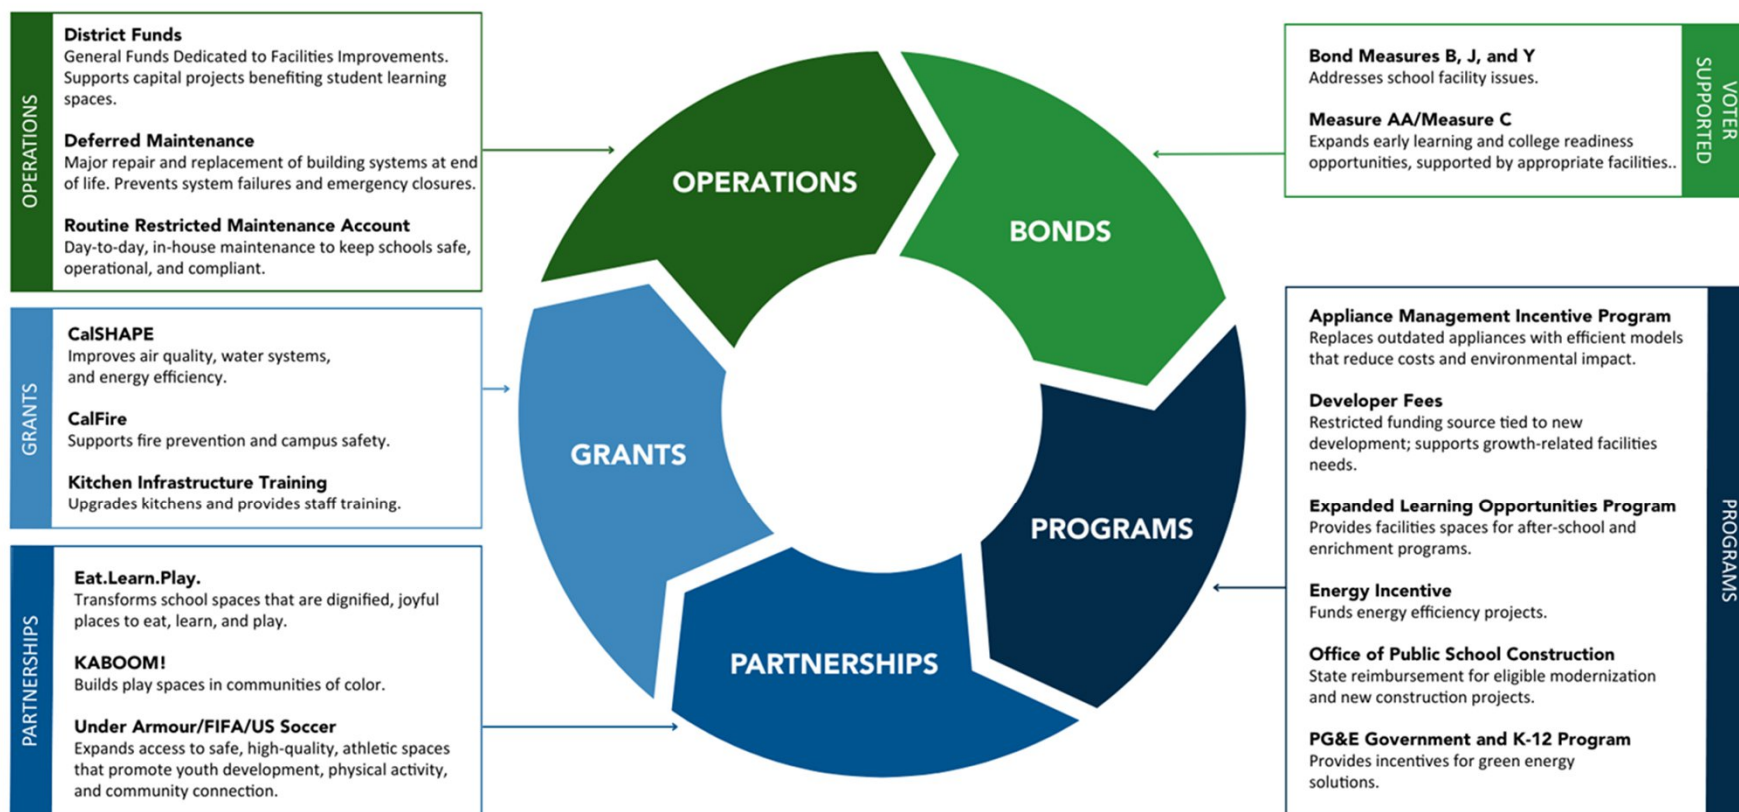 OPERATIONS
District Funds
General Funds Dedicated to Facilities Improvements.
Supports capital projects benefiting student learning
spaces.
Deferred Maintenance
Major repair and replacement of building systems at end
of life. Prevents system failures and emergency closures.
Routine Restricted Maintenance Account
Day-to-day, in-house maintenance to keep schools safe,
operational, and compliant.
GRANTS
CalSHAPE
Improves air quality, water systems,
and energy efficiency.
CalFire
Supports fire prevention and campus safety.
Kitchen Infrastructure Training
Upgrades kitchens and provides staff training.
PARTNERSHIPS
Eat.Learn.Play.
Transforms school spaces that are dignified, joyful
places to eat, learn, and play.
KABOOM!
Builds play spaces in communities of color.
Under Armour/FIFA/US Soccer
Expands access to safe, high-quality, athletic spaces
that promote youth development, physical activity,
and community connection.
OPERATIONS
BONDS
GRANTS
PROGRAMS
PARTNERSHIPS
VOTER
SUPPORTED
Bond Measures B, J, and Y
Addresses school facility issues.
Measure AA/Measure C
Expands early learning and college readiness
opportunities, supported by appropriate facilities..
PROGRAMS
Appliance Management Incentive Program
Replaces outdated appliances with efficient models
that reduce costs and environmental impact.
Developer Fees
Restricted funding source tied to new
development; supports growth-related facilities
needs.
Expanded Learning Opportunities Program
Provides facilities spaces for after-school and
enrichment programs.
Energy Incentive
Funds energy efficiency projects.
Office of Public School Construction
State reimbursement for eligible modernization
and new construction projects.
PG&E Government and K-12 Program
Provides incentives for green energy
solutions.